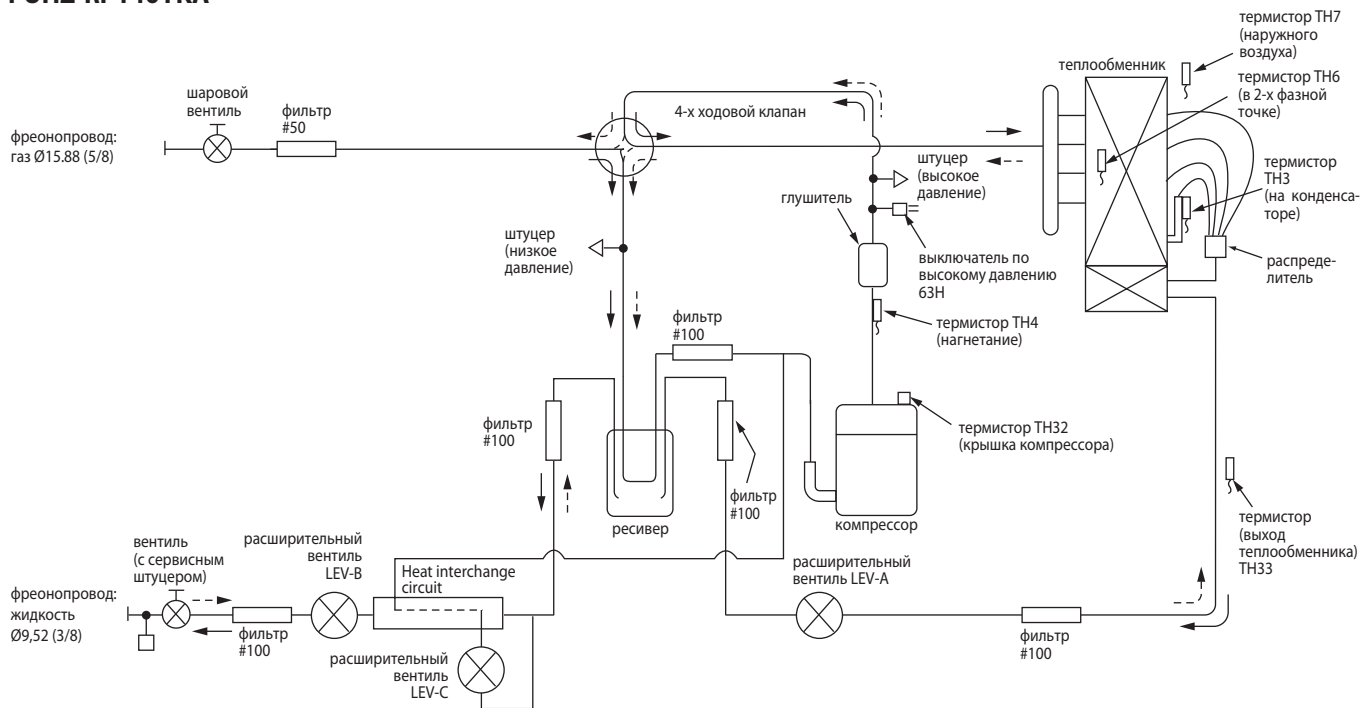 термистор TH7
(наружного
воздуха)
теплообменник
термистор TH6
(в 2-х фазной
точке)
шаровой
вентиль
фильтр
#50
4-х ходовой клапан
фреонопровод:
газ Ø15.88 (5/8)
штуцер
(высокое
давление)
термистор
TH3
(на конденса-
торе)
глушитель
штуцер
(низкое
давление)
выключатель по
высокому давлению
63H
распреде-
литель
фильтр
#100
термистор TH4
(нагнетание)
фильтр
#100
термистор TH32
(крышка компрессора)
фильтр
#100
ресивер
компрессор
термистор
(выход
теплообменника)
TH33
вентиль
(с сервисным
штуцером)
расширительный
вентиль
LEV-B
Heat interchange
circuit
расширительный
вентиль LEV-A
фреонопровод:
жидкость
Ø9,52 (3/8)
фильтр
#100
фильтр
#100
расширительный
вентиль
LEV-C